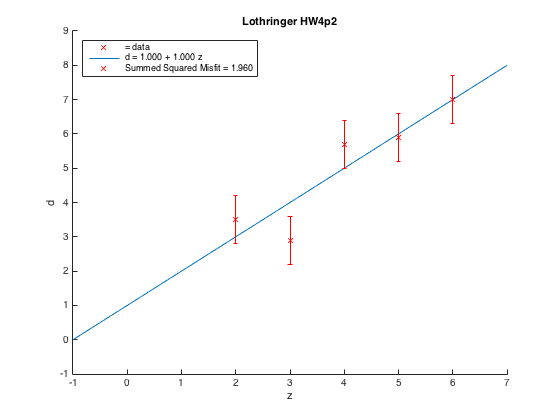 Lothringer HW4p2
= data
d = 1.000 + 1.000 z
Summed Squared Misfit = 1.960
9
8
7
6
5
4
3
2
1
0
-1
d
-1 0 1 2 3 4 5 6 7
z